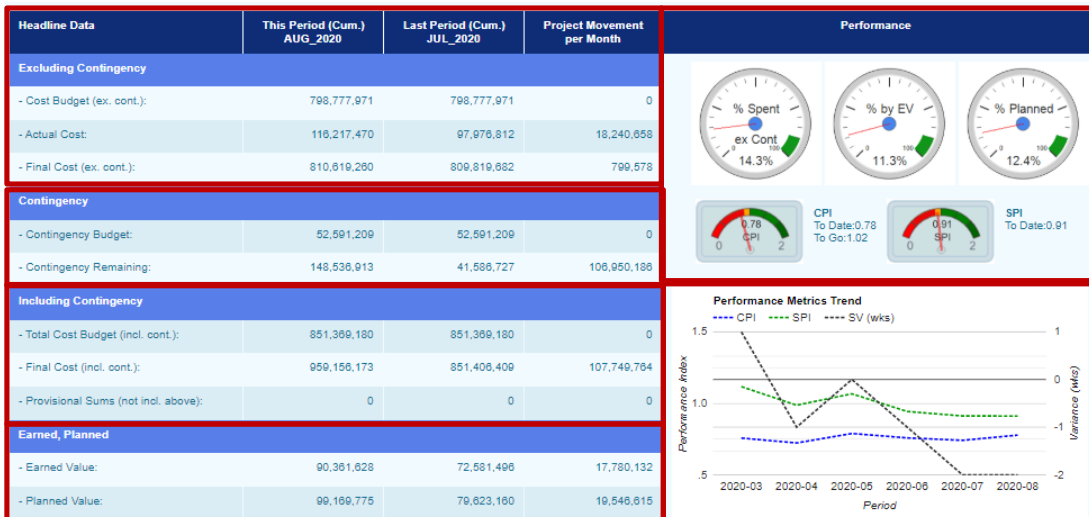 Headline Data This Period (Cum.) AUG_2020 Last Period (Cum.) JUL_2020 Project Movement per Month
Excluding Contingency
- Cost Budget (ex. cont.): 798,777,971 798,777,971 0
- Actual Cost: 116,217,470 97,976,812 18,240,658
- Final Cost (ex. cont.): 810,619,260 809,819,682 799,578
Contingency
- Contingency Budget: 52,591,209 52,591,209 0
- Contingency Remaining: 148,536,913 41,586,727 106,950,186
Including Contingency
- Total Cost Budget (incl. cont.): 851,369,180 851,369,180 0
- Final Cost (incl. cont.): 959,156,173 851,406,409 107,749,764
- Provisional Sums (not incl. above): 0 0 0
Earned, Planned
- Earned Value: 90,361,628 72,581,496 17,780,132
- Planned Value: 99,169,775 79,623,160 19,546,615
Performance
% Spent
ex Cont
0 100
14.3%
% by EV
0 100
11.3%
% Planned
0 100
12.4%
0.78
CPI
0 2
CPI
To Date:0.78
To Go:1.02
0.91
SPI
0 2
SPI
To Date:0.91
Performance Metrics Trend
CPI SPI SV (wks)
1.5 1
0
1.0
-1
.5 -2
Performance Index
Variance (wks)
2020-03 2020-04 2020-05 2020-06 2020-07 2020-08
Period